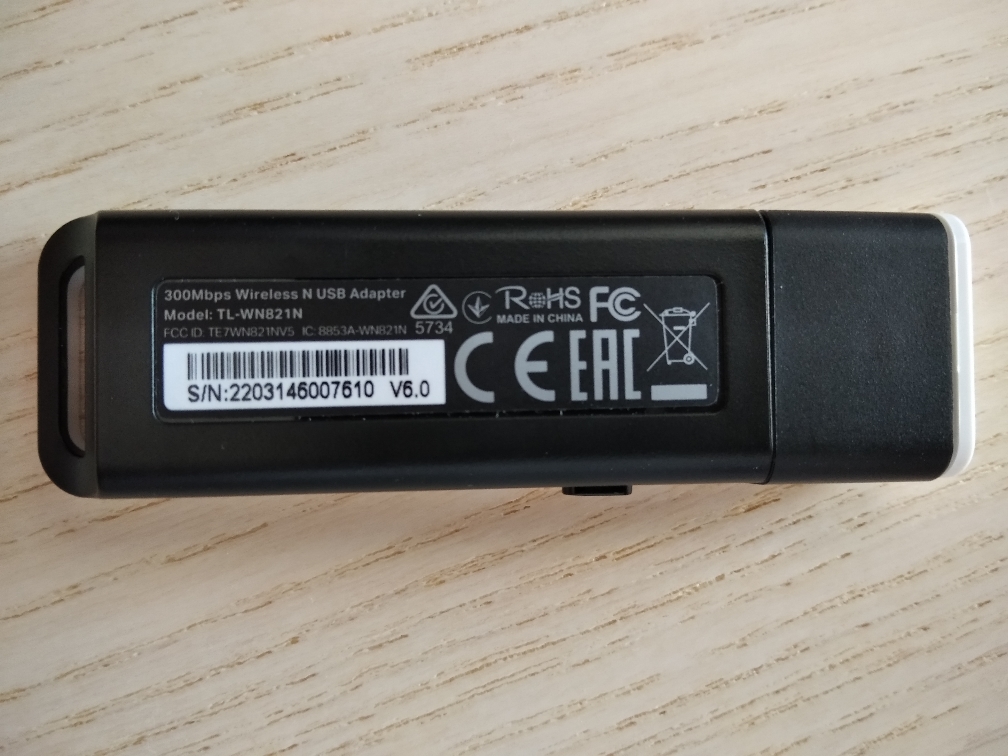 300Mbps Wireless N USB Adapter
Model: TL-WN821N
FCC ID: TE7WN821NV5 IC: 8853A-WN821N
5734
RoHS
MADE IN CHINA
FC
S/N:2203146007610 V6.0
CE
EAC